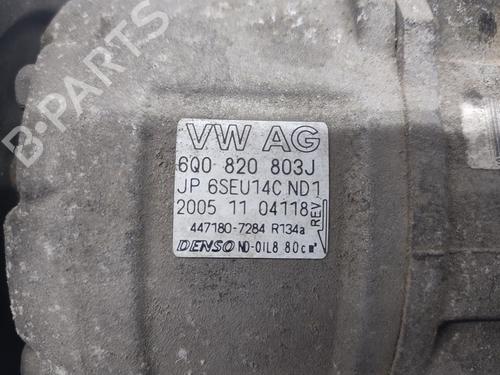 VW AG
6Q0 820 803J
JP 6SEU14C ND1
2005 11 04118
REV
447180-7284 R134a
DENSO ND-OIL8 80cm³
B-PARTS